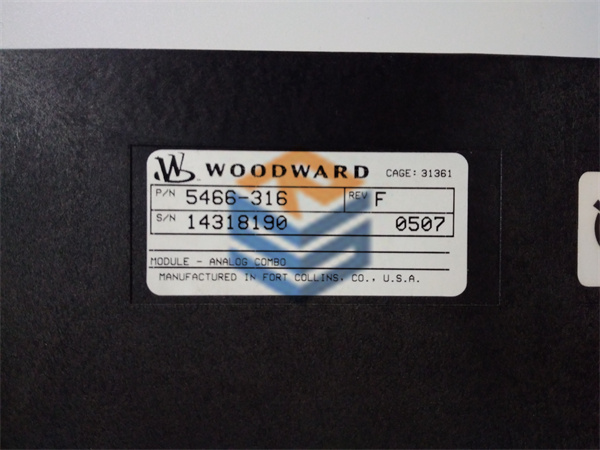 W WOODWARD CAGE: 31361
P/N 5466-316 REV F
S/N 14318190 0507
MODULE - ANALOG COMBO
MANUFACTURED IN FORT COLLINS, CO., U.S.A.